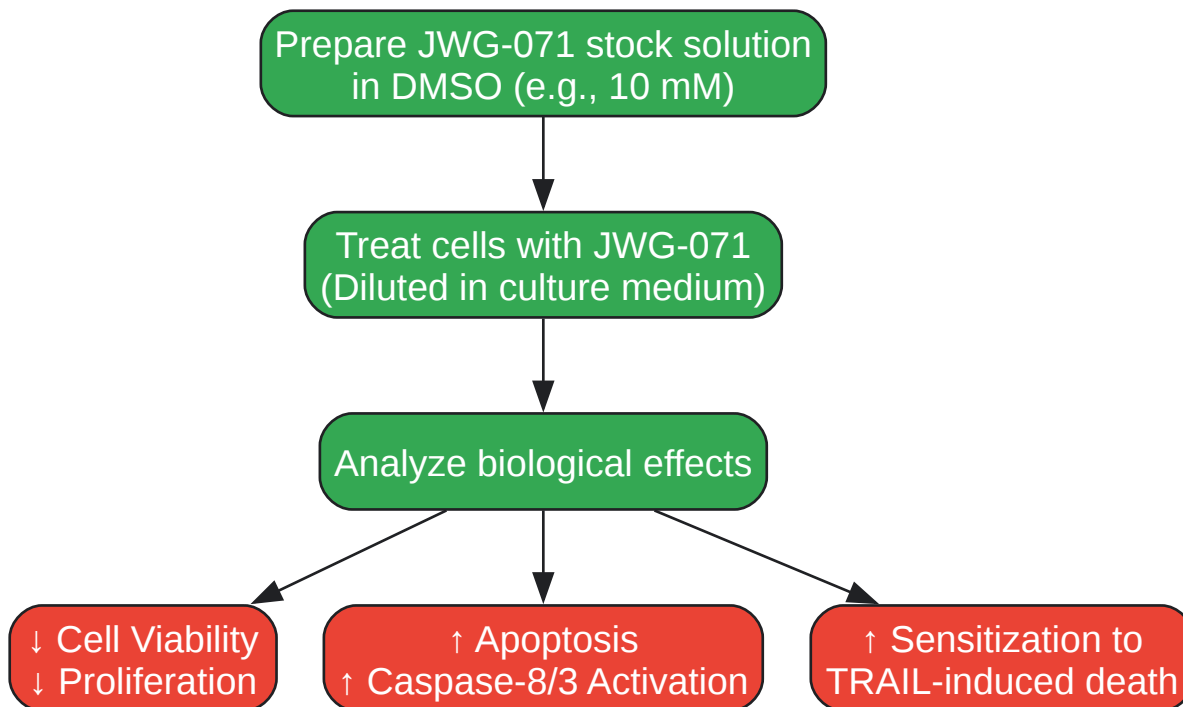 Prepare JWG-071 stock solution
in DMSO (e.g., 10 mM)
Treat cells with JWG-071
(Diluted in culture medium)
Analyze biological effects
↓ Cell Viability
↓ Proliferation
↑ Apoptosis
↑ Caspase-8/3 Activation
↑ Sensitization to
TRAIL-induced death